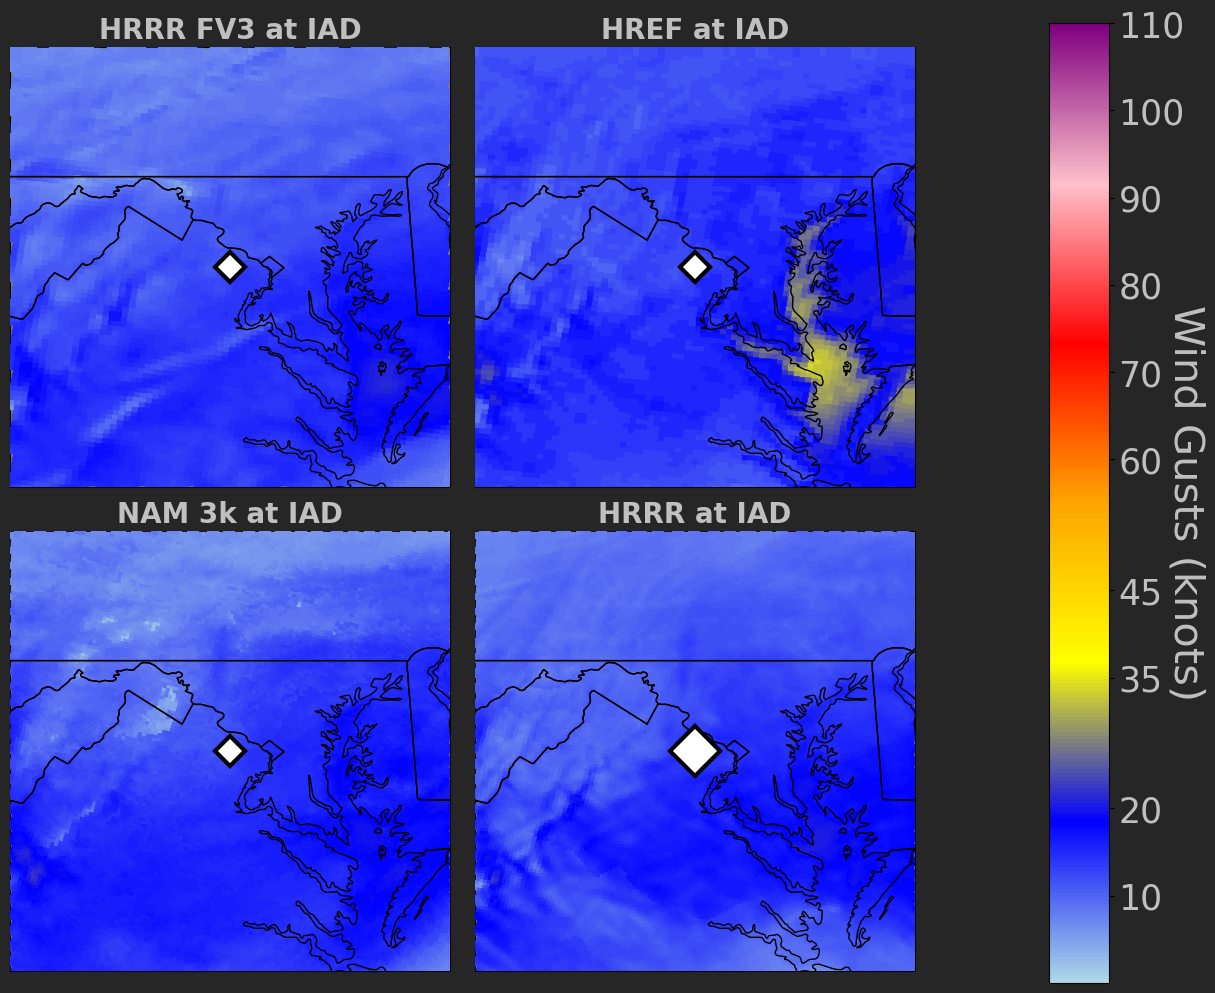 HRRR FV3 at IAD
HREF at IAD
NAM 3k at IAD
HRRR at IAD
110
100
90
80
70
60
45
35
20
10
Wind Gusts (knots)